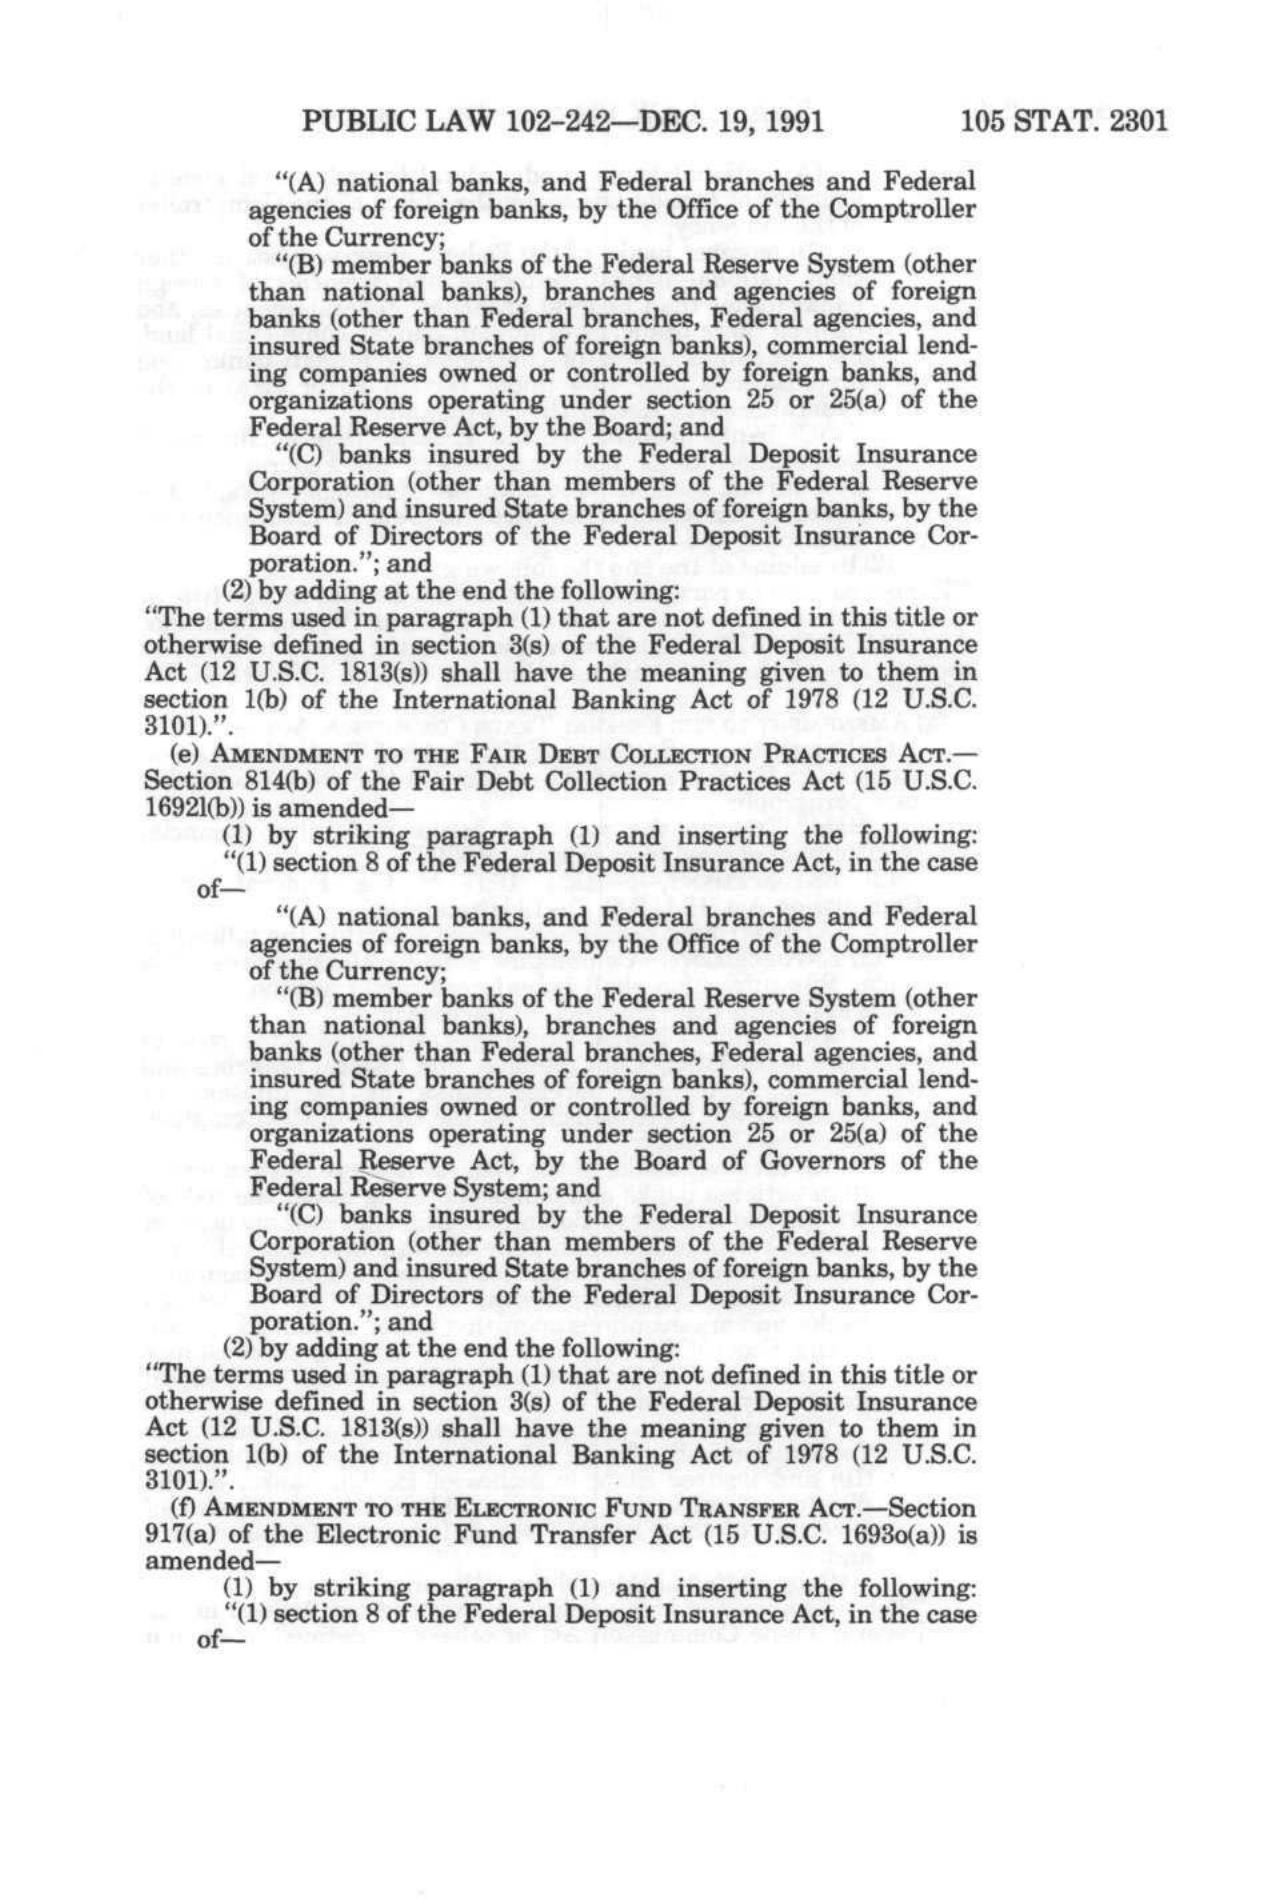 PUBLIC LAW 102–242—DEC. 19, 1991 105 STAT. 2301
“(A) national banks, and Federal branches and Federal
agencies of foreign banks, by the Office of the Comptroller
of the Currency;
“(B) member banks of the Federal Reserve System (other
than national banks), branches and agencies of foreign
banks (other than Federal branches, Federal agencies, and
insured State branches of foreign banks), commercial lend-
ing companies owned or controlled by foreign banks, and
organizations operating under section 25 or 25(a) of the
Federal Reserve Act, by the Board; and
“(C) banks insured by the Federal Deposit Insurance
Corporation (other than members of the Federal Reserve
System) and insured State branches of foreign banks, by the
Board of Directors of the Federal Deposit Insurance Cor-
poration.”; and
(2) by adding at the end the following:
“The terms used in paragraph (1) that are not defined in this title or
otherwise defined in section 3(s) of the Federal Deposit Insurance
Act (12 U.S.C. 1813(s)) shall have the meaning given to them in
section 1(b) of the International Banking Act of 1978 (12 U.S.C.
3101).”.
(e) AMENDMENT TO THE FAIR DEBT COLLECTION PRACTICES ACT.—
Section 814(b) of the Fair Debt Collection Practices Act (15 U.S.C.
1692l(b)) is amended—
(1) by striking paragraph (1) and inserting the following:
“(1) section 8 of the Federal Deposit Insurance Act, in the case
of—
“(A) national banks, and Federal branches and Federal
agencies of foreign banks, by the Office of the Comptroller
of the Currency;
“(B) member banks of the Federal Reserve System (other
than national banks), branches and agencies of foreign
banks (other than Federal branches, Federal agencies, and
insured State branches of foreign banks), commercial lend-
ing companies owned or controlled by foreign banks, and
organizations operating under section 25 or 25(a) of the
Federal Reserve Act, by the Board of Governors of the
Federal Reserve System; and
“(C) banks insured by the Federal Deposit Insurance
Corporation (other than members of the Federal Reserve
System) and insured State branches of foreign banks, by the
Board of Directors of the Federal Deposit Insurance Cor-
poration.”; and
(2) by adding at the end the following:
“The terms used in paragraph (1) that are not defined in this title or
otherwise defined in section 3(s) of the Federal Deposit Insurance
Act (12 U.S.C. 1813(s)) shall have the meaning given to them in
section 1(b) of the International Banking Act of 1978 (12 U.S.C.
3101).”.
(f) AMENDMENT TO THE ELECTRONIC FUND TRANSFER ACT.—Section
917(a) of the Electronic Fund Transfer Act (15 U.S.C. 1693o(a)) is
amended—
(1) by striking paragraph (1) and inserting the following:
“(1) section 8 of the Federal Deposit Insurance Act, in the case
of—